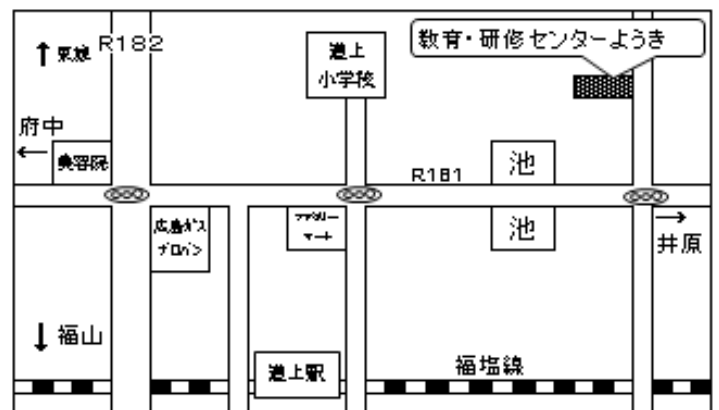 東城
R182
道上
小学校
教育・研修センターようき
府中
美容院
R181
池
広島ガス
プロパン
ファミリー
マート
池
井原
福山
道上駅
福塩線